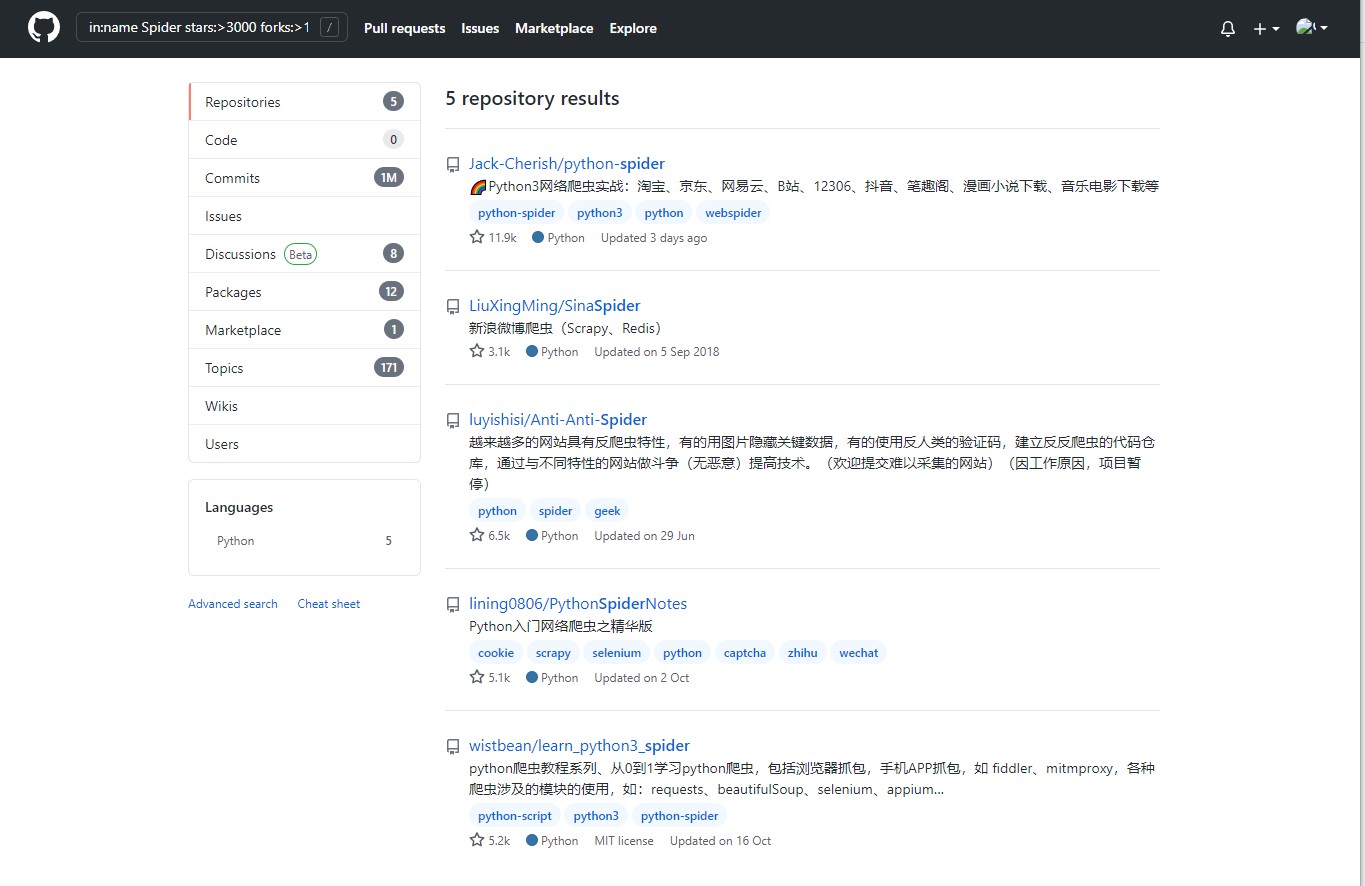 in:name Spider stars:>3000 forks:>1 / Pull requests Issues Marketplace Explore
Repositories 5
Code 0
Commits 1M
Issues
Discussions Beta 8
Packages 12
Marketplace 1
Topics 171
Wikis
Users
Languages
Python 5
Advanced search Cheat sheet
5 repository results
Jack-Cherish/python-spider
🌈Python3网络爬虫实战：淘宝、京东、网易云、B站、12306、抖音、笔趣阁、漫画小说下载、音乐电影下载等
python-spider python3 python webspider
11.9k Python Updated 3 days ago
LiuXingMing/SinaSpider
新浪微博爬虫（Scrapy、Redis）
3.1k Python Updated on 5 Sep 2018
luyishisi/Anti-Anti-Spider
越来越多的网站具有反爬虫特性，有的用图片隐藏关键数据，有的使用反人类的验证码，建立反反爬虫的代码仓
库，通过与不同特性的网站做斗争（无恶意）提高技术。（欢迎提交难以采集的网站）（因工作原因，项目暂
停）
python spider geek
6.5k Python Updated on 29 Jun
lining0806/PythonSpiderNotes
Python入门网络爬虫之精华版
cookie scrapy selenium python captcha zhihu wechat
5.1k Python Updated on 2 Oct
wistbean/learn_python3_spider
python爬虫教程系列、从0到1学习python爬虫，包括浏览器抓包，手机APP抓包，如 fiddler、mitmproxy，各种
爬虫涉及的模块的使用，如：requests、beautifulSoup、selenium、appium...
python-script python3 python-spider
5.2k Python MIT license Updated on 16 Oct